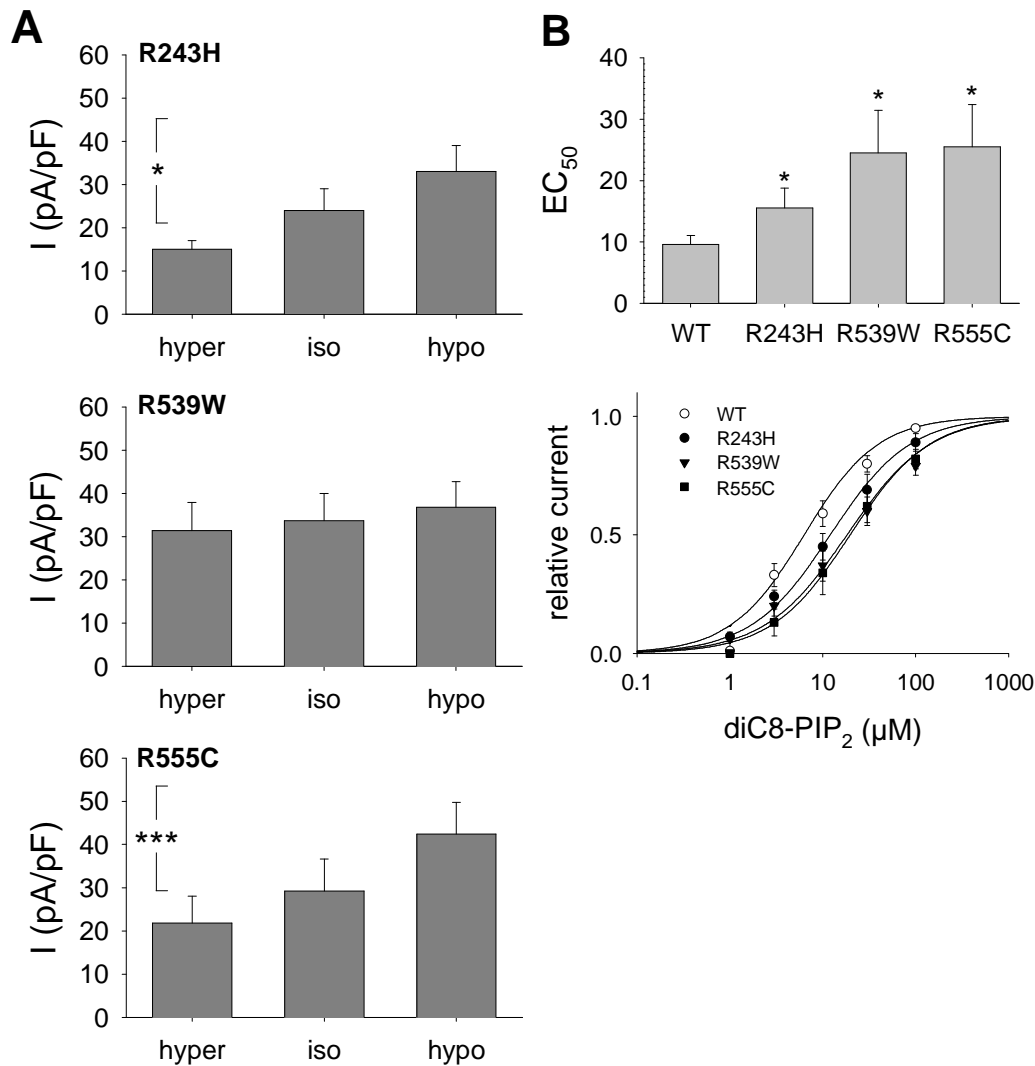 A
R243H
I (pA/pF)
60
50
40
30
20
10
0
*
hyper iso hypo
R539W
I (pA/pF)
60
50
40
30
20
10
0
hyper iso hypo
R555C
I (pA/pF)
60
50
40
30
20
10
0
***
hyper iso hypo
B
EC50
40
30
20
10
0
* * *
WT R243H R539W R555C
relative current
1.0
0.5
0.0
WT
R243H
R539W
R555C
0.1 1 10 100 1000
diC8-PIP2 (µM)